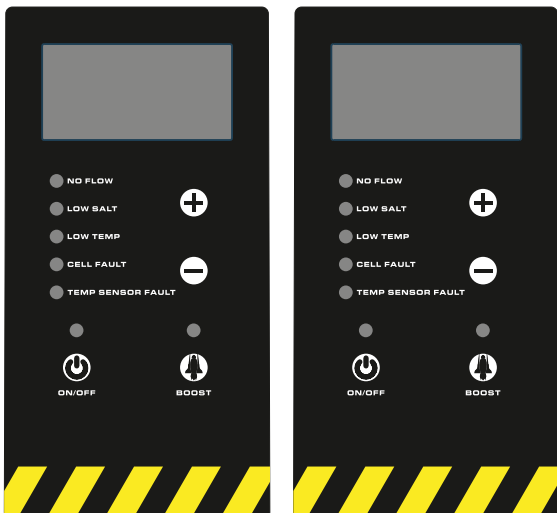 NO FLOW
LOW SALT
LOW TEMP
CELL FAULT
TEMP SENSOR FAULT
ON/OFF
BOOST
NO FLOW
LOW SALT
LOW TEMP
CELL FAULT
TEMP SENSOR FAULT
ON/OFF
BOOST